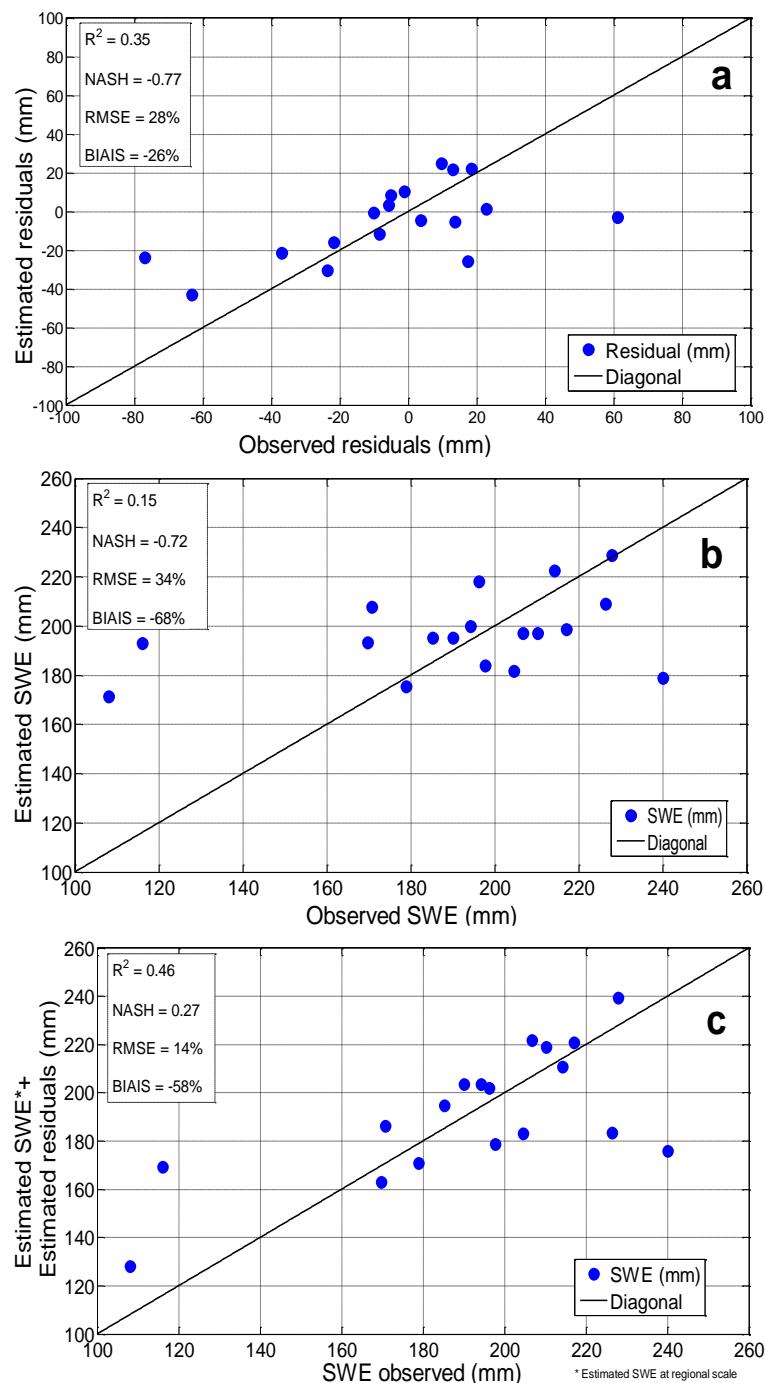 100
80
60
40
20
0
-20
-40
-60
-80
-100
-100 -80 -60 -40 -20 0 20 40 60 80 100
Estimated residuals (mm)
Observed residuals (mm)
R² = 0.35
NASH = -0.77
RMSE = 28%
BIAIS = -26%
a
Residual (mm)
Diagonal
260
240
220
200
180
160
140
120
100
100 120 140 160 180 200 220 240 260
Estimated SWE (mm)
Observed SWE (mm)
R² = 0.15
NASH = -0.72
RMSE = 34%
BIAIS = -68%
b
SWE (mm)
Diagonal
260
240
220
200
180
160
140
120
100
100 120 140 160 180 200 220 240 260
Estimated SWE*+
Estimated residuals (mm)
SWE observed (mm)
R² = 0.46
NASH = 0.27
RMSE = 14%
BIAIS = -58%
c
SWE (mm)
Diagonal
* Estimated SWE at regional scale